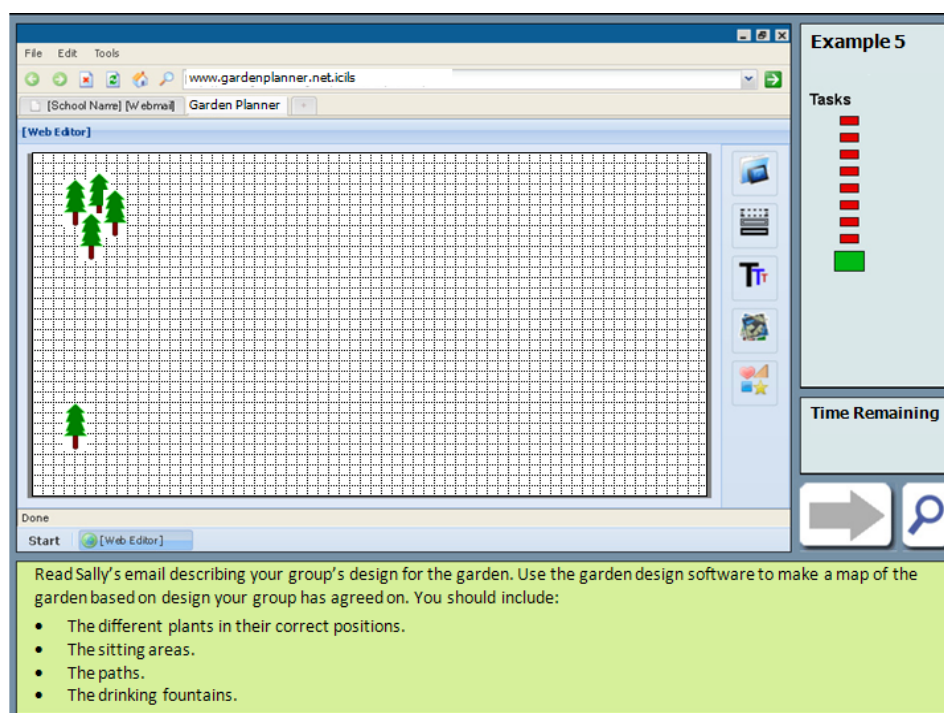 Example 5
File Edit Tools
www.gardenplanner.net.icils
[School Name] [Webmail] Garden Planner
Tasks
[Web Editor]
TTT
Time Remaining
Done
Start [Web Editor]
Read Sally's email describing your group's design for the garden. Use the garden design software to make a map of the
garden based on design your group has agreed on. You should include:
• The different plants in their correct positions.
• The sitting areas.
• The paths.
• The drinking fountains.